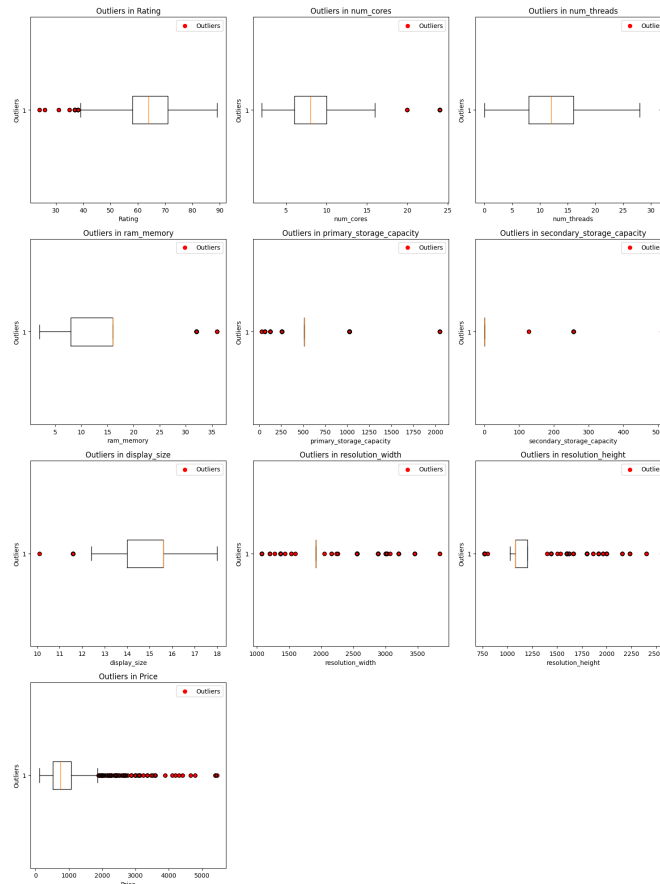 Outliers in Rating
Outliers
Outliers
1
30 40 50 60 70 80 90
Rating
Outliers in num_cores
Outliers
Outliers
1
5 10 15 20 25
num_cores
Outliers in num_threads
Outliers
Outliers
1
0 5 10 15 20 25 30
num_threads
Outliers in ram_memory
Outliers
Outliers
1
5 10 15 20 25 30 35
ram_memory
Outliers in primary_storage_capacity
Outliers
Outliers
1
0 250 500 750 1000 1250 1500 1750 2000
primary_storage_capacity
Outliers in secondary_storage_capacity
Outliers
Outliers
1
0 100 200 300 400
secondary_storage_capacity
Outliers in display_size
Outliers
Outliers
1
10 11 12 13 14 15 16 17 18
display_size
Outliers in resolution_width
Outliers
Outliers
1
1000 1500 2000 2500 3000 3500
resolution_width
Outliers in resolution_height
Outliers
Outliers
1
750 1000 1250 1500 1750 2000 2250
resolution_height
Outliers in Price
Outliers
Outliers
1
0 1000 2000 3000 4000 5000
Price